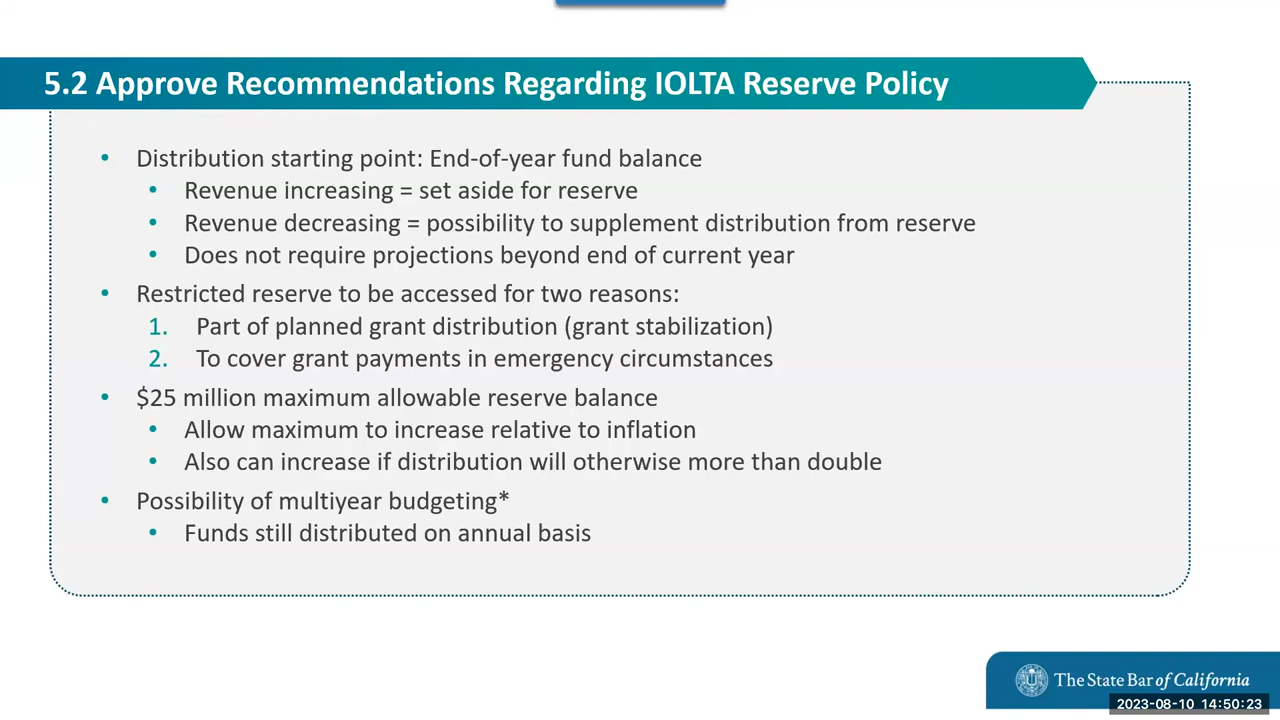 5.2 Approve Recommendations Regarding IOLTA Reserve Policy
• Distribution starting point: End-of-year fund balance
• Revenue increasing = set aside for reserve
• Revenue decreasing = possibility to supplement distribution from reserve
• Does not require projections beyond end of current year
• Restricted reserve to be accessed for two reasons:
1. Part of planned grant distribution (grant stabilization)
2. To cover grant payments in emergency circumstances
• $25 million maximum allowable reserve balance
• Allow maximum to increase relative to inflation
• Also can increase if distribution will otherwise more than double
• Possibility of multiyear budgeting*
• Funds still distributed on annual basis
The State Bar of California
2023-08-10 14:50:23